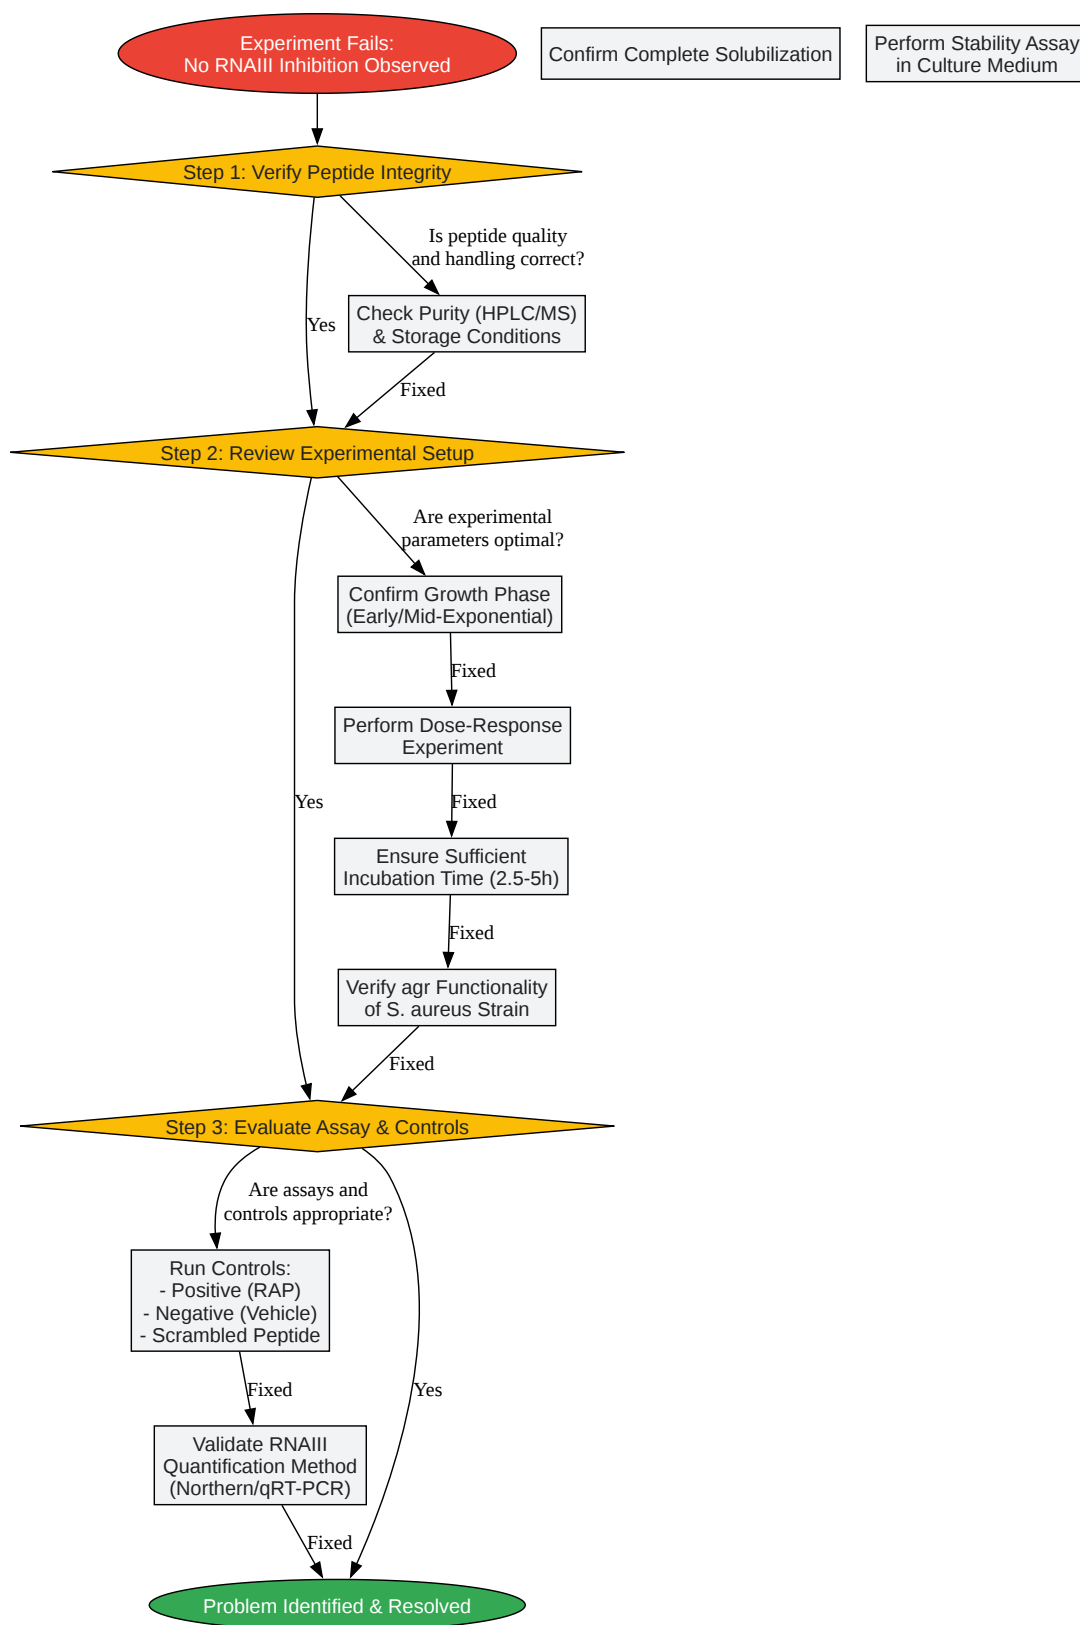 Experiment Fails:
No RNAIII Inhibition Observed
Confirm Complete Solubilization
Perform Stability Assay
in Culture Medium
Step 1: Verify Peptide Integrity
Is peptide quality
and handling correct?
Yes
Check Purity (HPLC/MS)
& Storage Conditions
Fixed
Step 2: Review Experimental Setup
Are experimental
parameters optimal?
Confirm Growth Phase
(Early/Mid-Exponential)
Fixed
Perform Dose-Response
Experiment
Yes
Fixed
Ensure Sufficient
Incubation Time (2.5-5h)
Fixed
Verify agr Functionality
of S. aureus Strain
Fixed
Step 3: Evaluate Assay & Controls
Are assays and
controls appropriate?
Run Controls:
- Positive (RAP)
- Negative (Vehicle)
- Scrambled Peptide
Fixed
Yes
Validate RNAIII
Quantification Method
(Northern/qRT-PCR)
Fixed
Problem Identified & Resolved